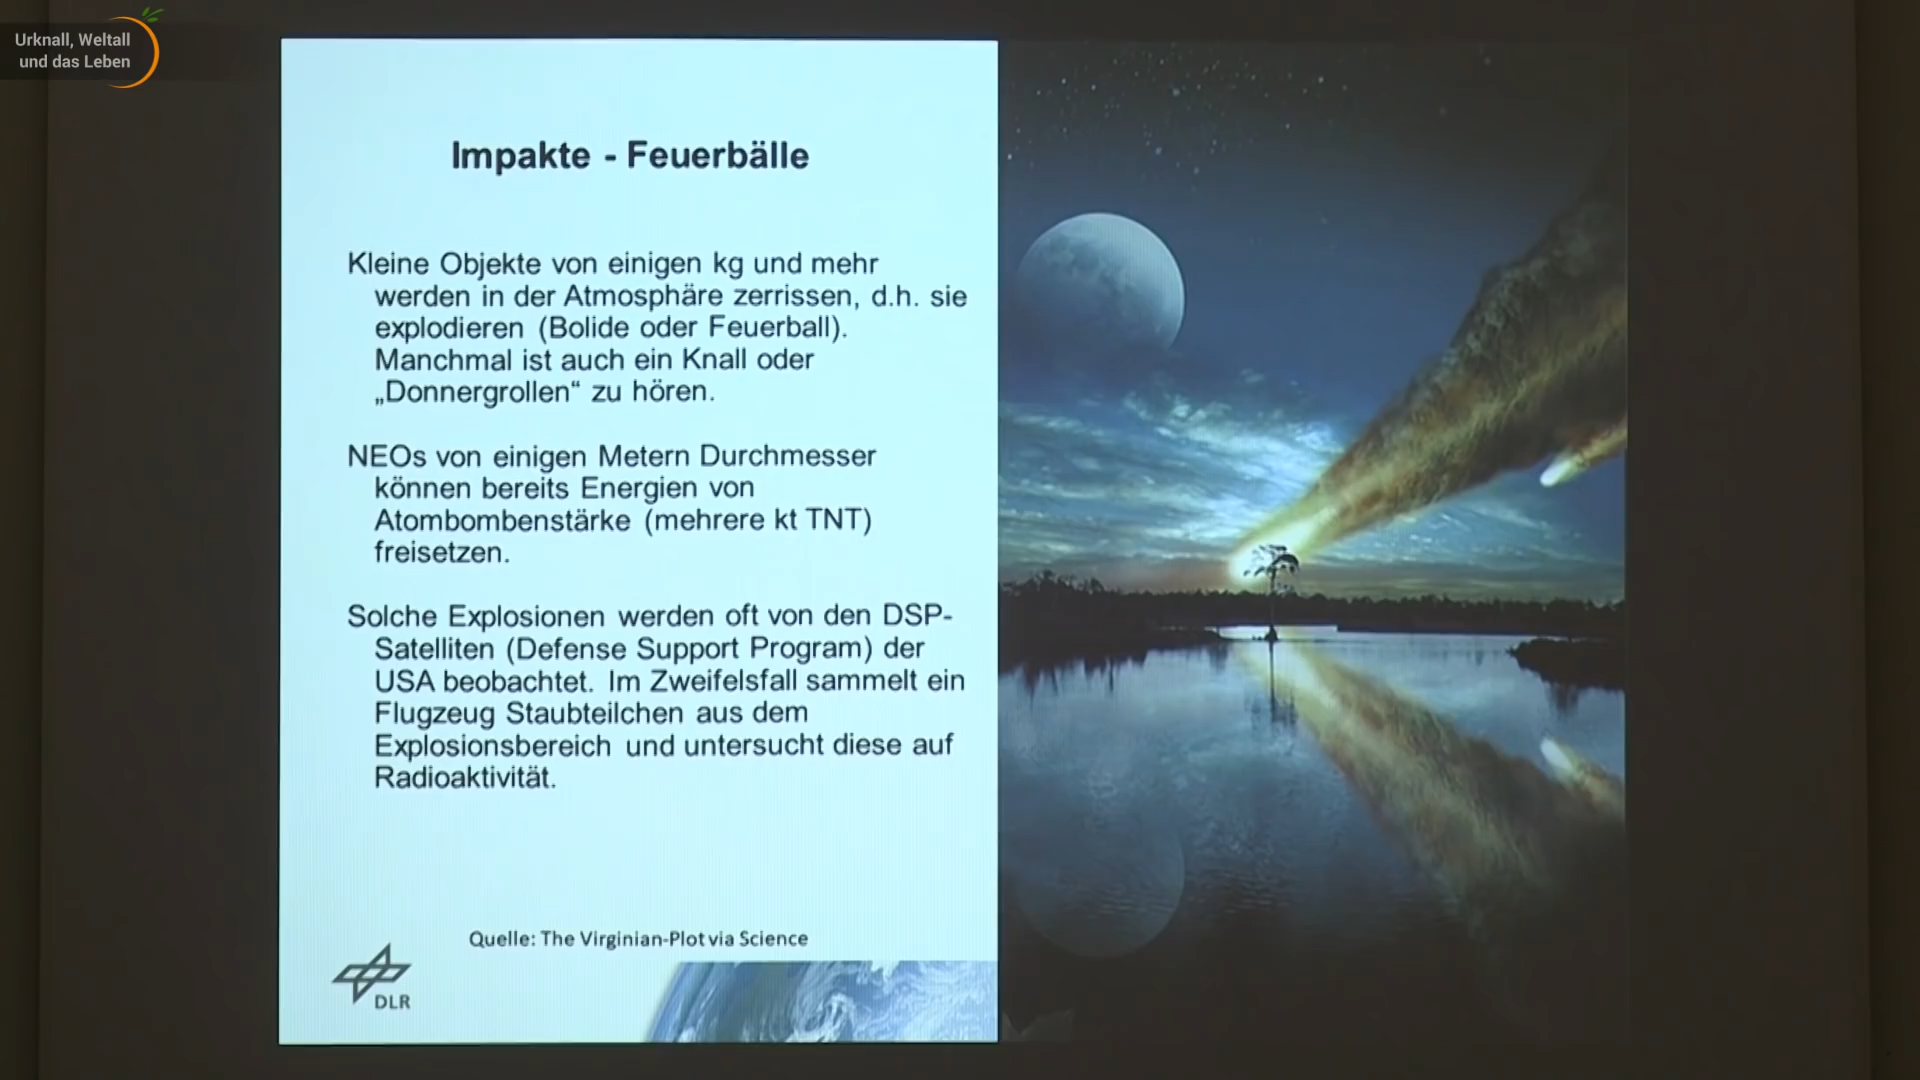 Urknall, Weltall
und das Leben
Impakte - Feuerbälle
Kleine Objekte von einigen kg und mehr
werden in der Atmosphäre zerrissen, d.h. sie
explodieren (Bolide oder Feuerball).
Manchmal ist auch ein Knall oder
„Donnergrollen“ zu hören.
NEOs von einigen Metern Durchmesser
können bereits Energien von
Atombombenstärke (mehrere kt TNT)
freisetzen.
Solche Explosionen werden oft von den DSP-
Satelliten (Defense Support Program) der
USA beobachtet. Im Zweifelsfall sammelt ein
Flugzeug Staubteilchen aus dem
Explosionsbereich und untersucht diese auf
Radioaktivität.
Quelle: The Virginian-Plot via Science
DLR